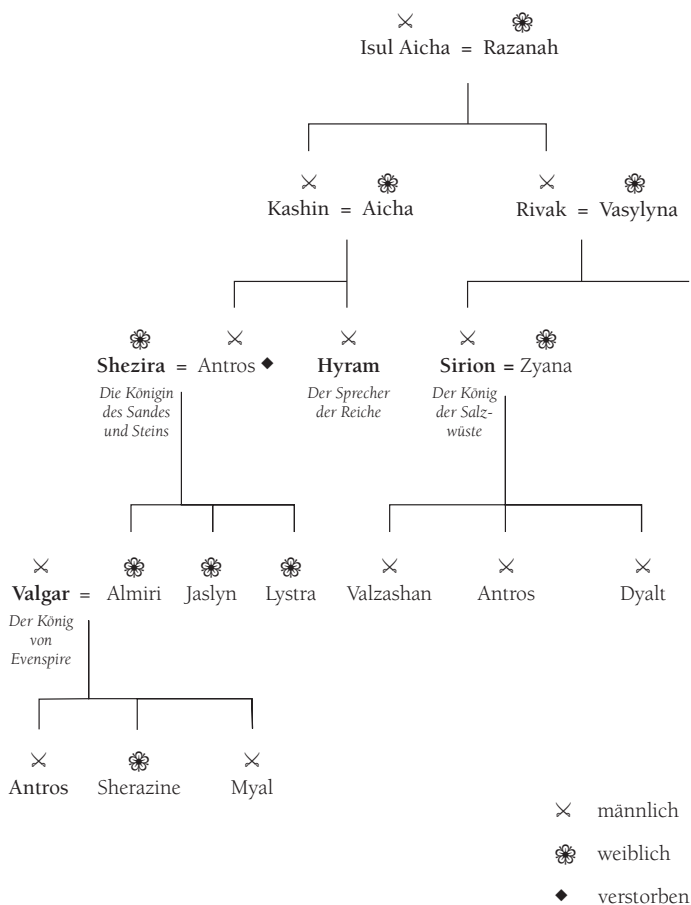 Isul Aicha = Razanah
Kashin = Aicha
Rivak = Vasylyna
Shezira = Antros ◆
Hyram
Sirion = Zyana
Die Königin
des Sandes
und Steins
Der Sprecher
der Reiche
Der König
der Salz-
wüste
Valgar = Almiri
Jaslyn
Lystra
Valzashan
Antros
Dyalt
Der König
von
Evenspire
Antros
Sherazine
Myal
männlich
weiblich
◆ verstorben